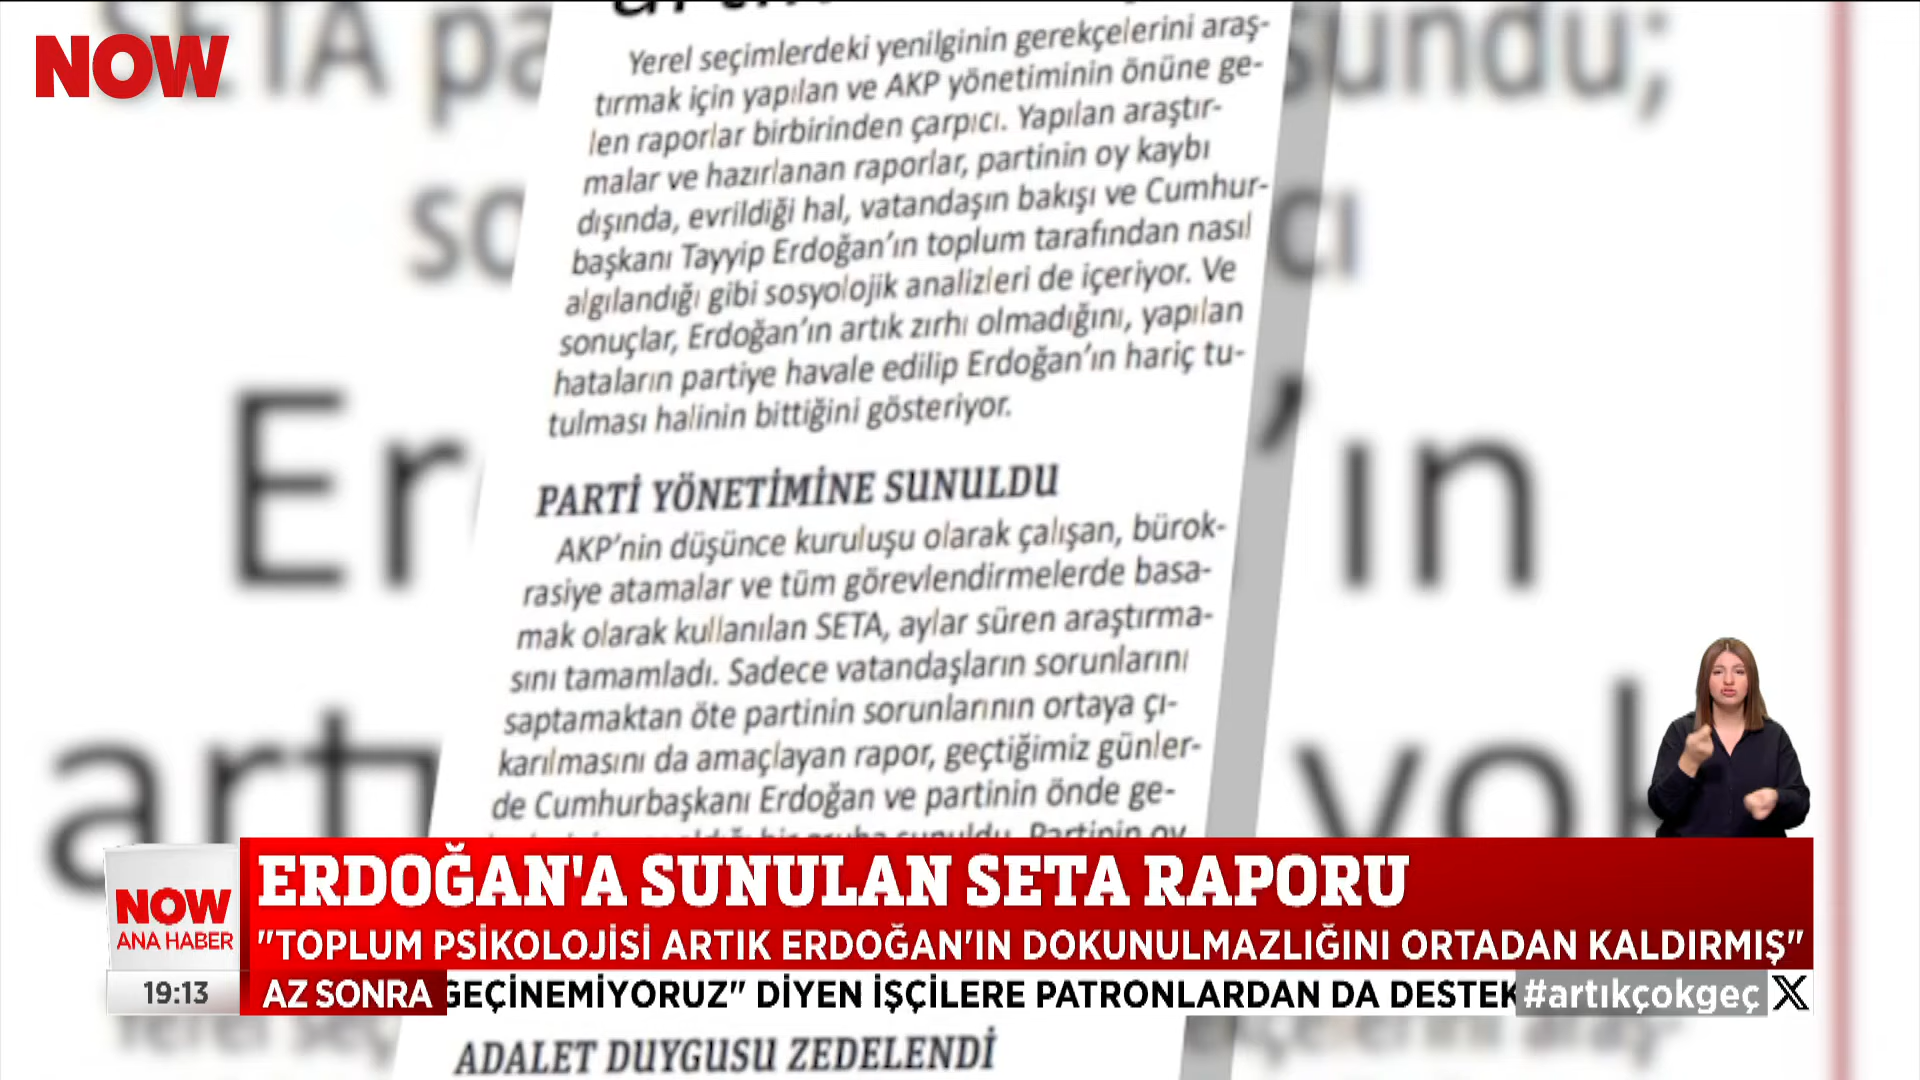 NOW
SETA
sundu;
Yerel seçimlerdeki yenilginin gerekçelerini araş-
tırmak için yapılan ve AKP yönetiminin önüne ge-
len raporlar birbirinden çarpıcı. Yapılan araştır-
malar ve hazırlanan raporlar, partinin oy kaybı
dışında, evrildiği hal, vatandaşın bakışı ve Cumhur-
başkanı Tayyip Erdoğan’ın toplum tarafından nasıl
algılandığı gibi sosyolojik analizleri de içeriyor. Ve
sonuçlar, Erdoğan’ın artık zırhı olmadığını, yapılan
hataların partiye havale edilip Erdoğan’ın hariç tu-
tulması halinin bittiğini gösteriyor.
PARTİ YÖNETİMİNE SUNULDU
AKP’nin düşünce kuruluşu olarak çalışan, bürok-
rasiye atamalar ve tüm görevlendirmelerde basa-
mak olarak kullanılan SETA, aylar süren araştırma-
sını tamamladı. Sadece vatandaşların sorunlarını
saptamaktan öte partinin sorunlarının ortaya çı-
karılmasını da amaçlayan rapor, geçtiğimiz günler-
de Cumhurbaşkanı Erdoğan ve partinin önde ge-
bir gruba sunuldu. Partinin oy
ERDOĞAN'A SUNULAN SETA RAPORU
NOW
ANA HABER
"TOPLUM PSİKOLOJİSİ ARTIK ERDOĞAN'IN DOKUNULMAZLIĞINI ORTADAN KALDIRMIŞ"
19:13
AZ SONRA
GEÇİNEMİYORUZ" DİYEN İŞÇİLERE PATRONLARDAN DA DESTEK
#artıkçokgeç X
ADALET DUYGUSU ZEDELENDİ